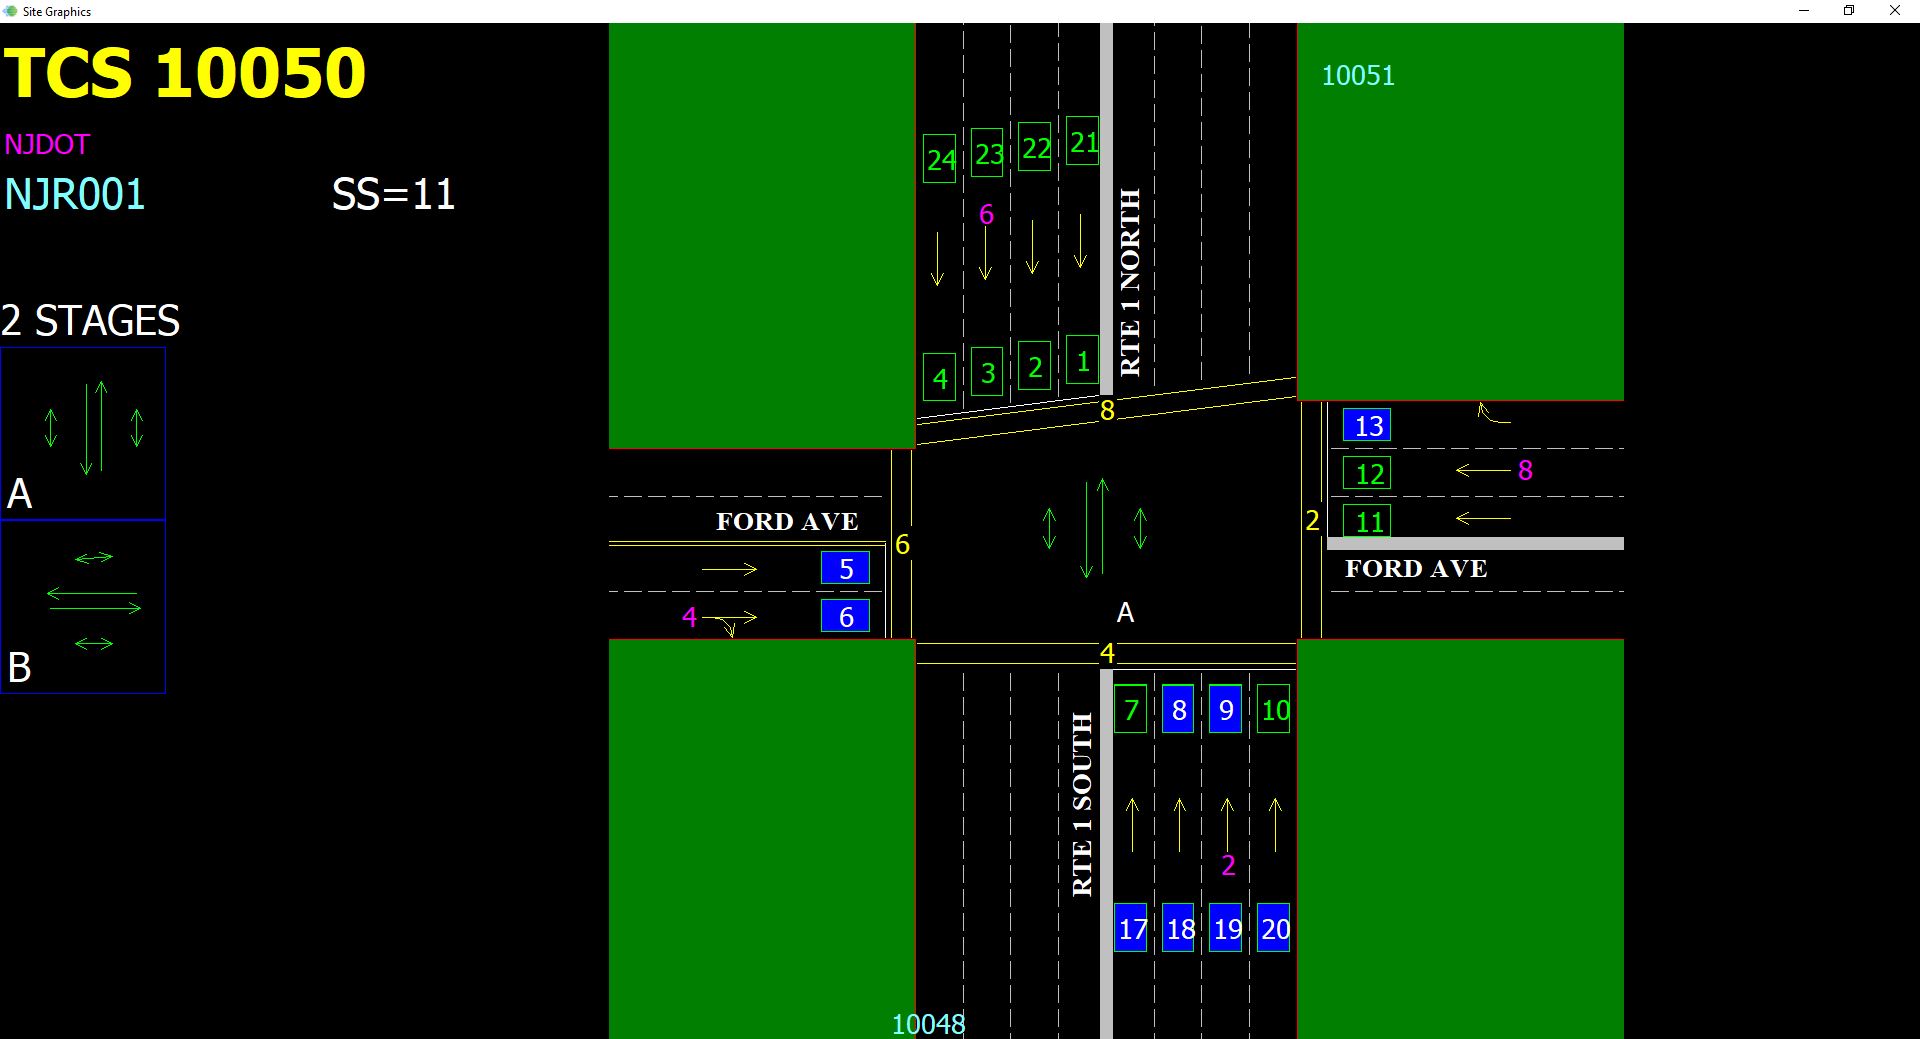 Site Graphics
TCS 10050
NJDOT
NJR001
SS=11
2 STAGES
A
B
10051
24
23
22
21
6
RTE 1 NORTH
4
3
2
1
8
13
12
8
11
FORD AVE
2
FORD AVE
6
5
4
6
A
4
7
8
9
10
RTE 1 SOUTH
2
17
18
19
20
10048